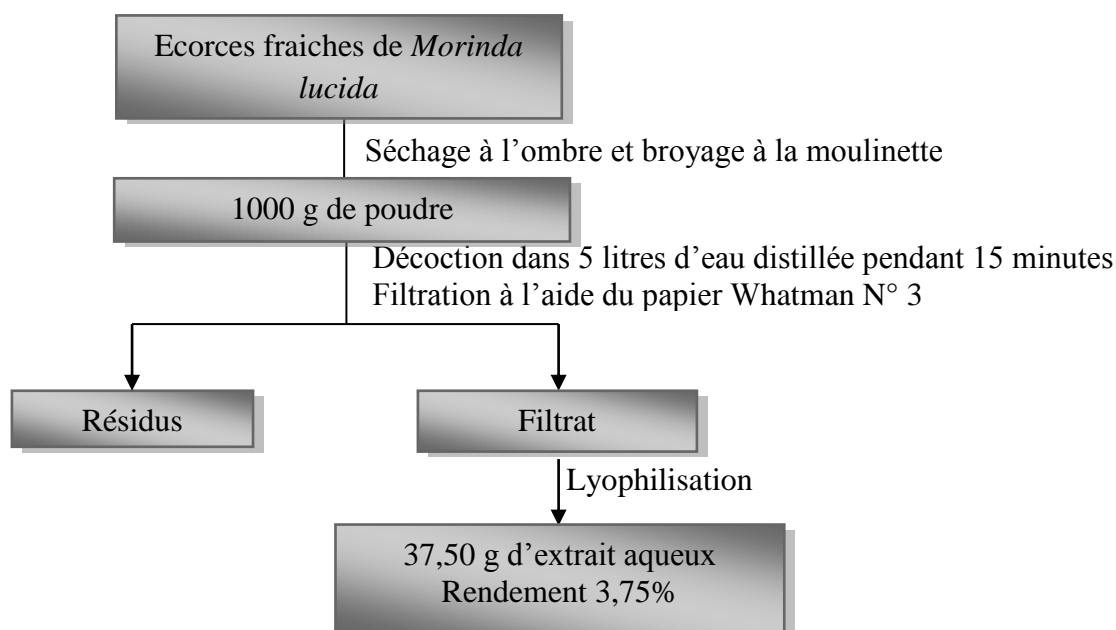 Ecorces fraiches de Morinda
lucida
Séchage à l’ombre et broyage à la moulinette
1000 g de poudre
Décoction dans 5 litres d’eau distillée pendant 15 minutes
Filtration à l’aide du papier Whatman N° 3
Résidus
Filtrat
Lyophilisation
37,50 g d’extrait aqueux
Rendement 3,75%